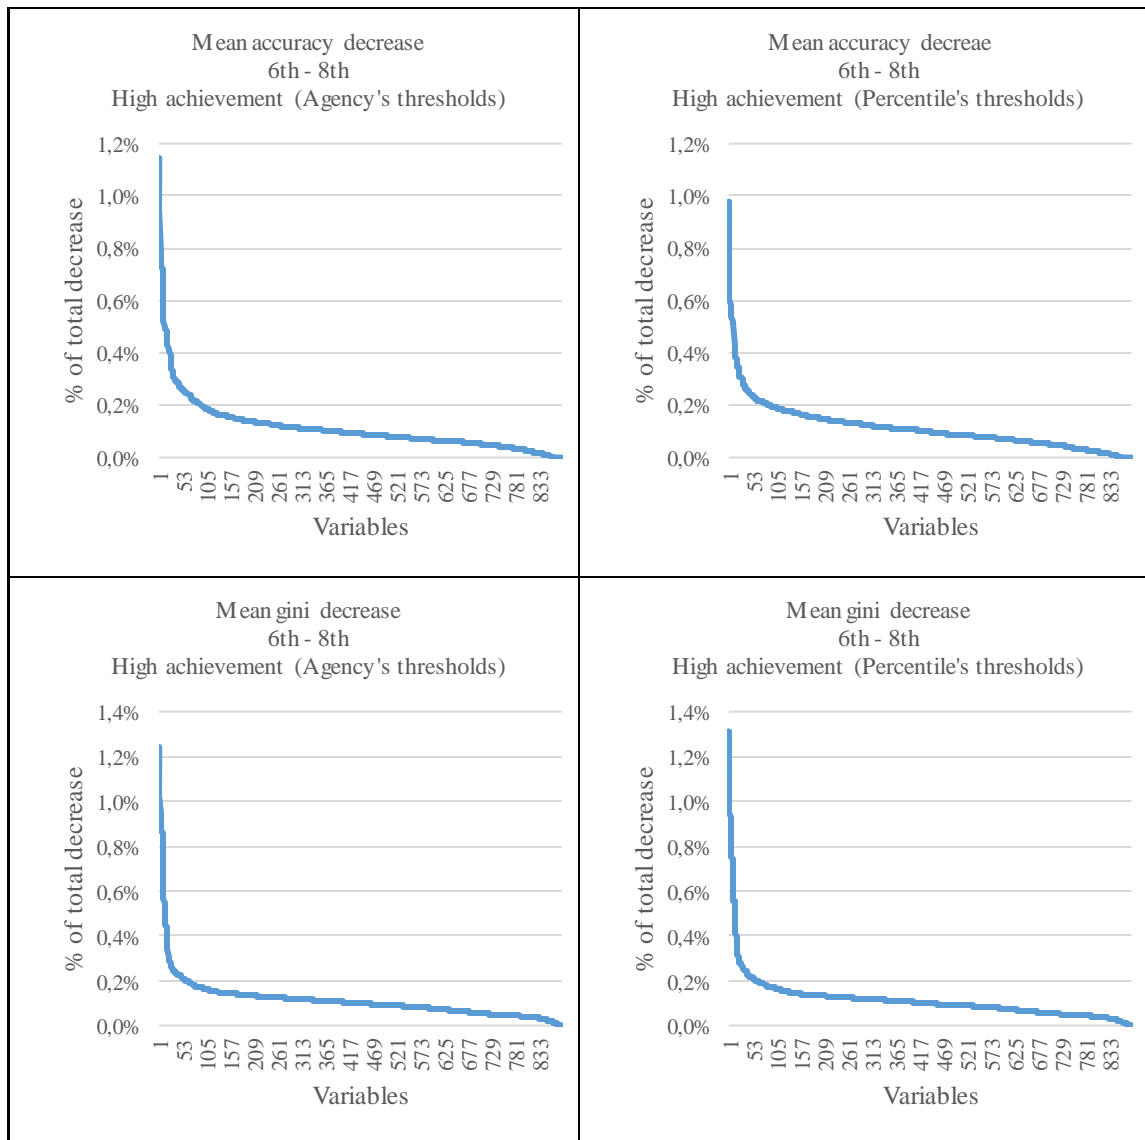 Mean accuracy decrease
6th - 8th
High achievement (Agency's thresholds)
1,2%
1,0%
0,8%
0,6%
0,4%
0,2%
0,0%
% of total decrease
1 53 105 157 209 261 313 365 417 469 521 573 625 677 729 781 833
Variables
Mean accuracy decreae
6th - 8th
High achievement (Percentile's thresholds)
1,2%
1,0%
0,8%
0,6%
0,4%
0,2%
0,0%
% of total decrease
1 53 105 157 209 261 313 365 417 469 521 573 625 677 729 781 833
Variables
Mean gini decrease
6th - 8th
High achievement (Agency's thresholds)
1,4%
1,2%
1,0%
0,8%
0,6%
0,4%
0,2%
0,0%
% of total decrease
1 53 105 157 209 261 313 365 417 469 521 573 625 677 729 781 833
Variables
Mean gini decrease
6th - 8th
High achievement (Percentile's thresholds)
1,4%
1,2%
1,0%
0,8%
0,6%
0,4%
0,2%
0,0%
% of total decrease
1 53 105 157 209 261 313 365 417 469 521 573 625 677 729 781 833
Variables